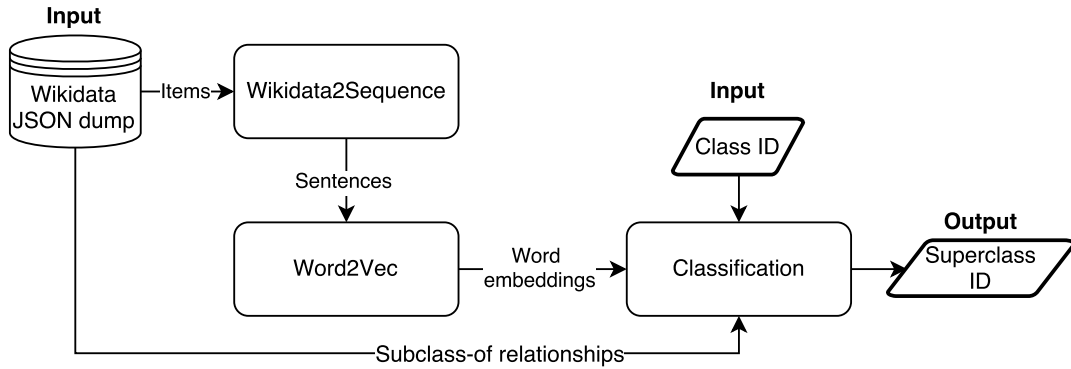 Input
Wikidata
JSON dump
Items
Wikidata2Sequence
Sentences
Word2Vec
Word
embeddings
Input
Class ID
Classification
Output
Superclass
ID
Subclass-of relationships